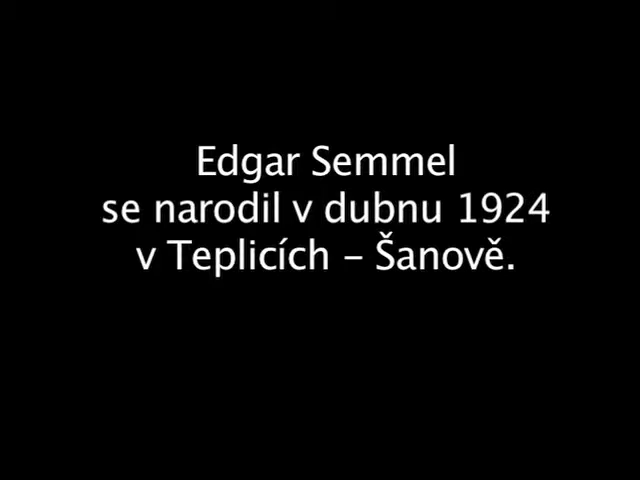 Edgar Semmel
se narodil v dubnu 1924
v Teplicích – Šanově.